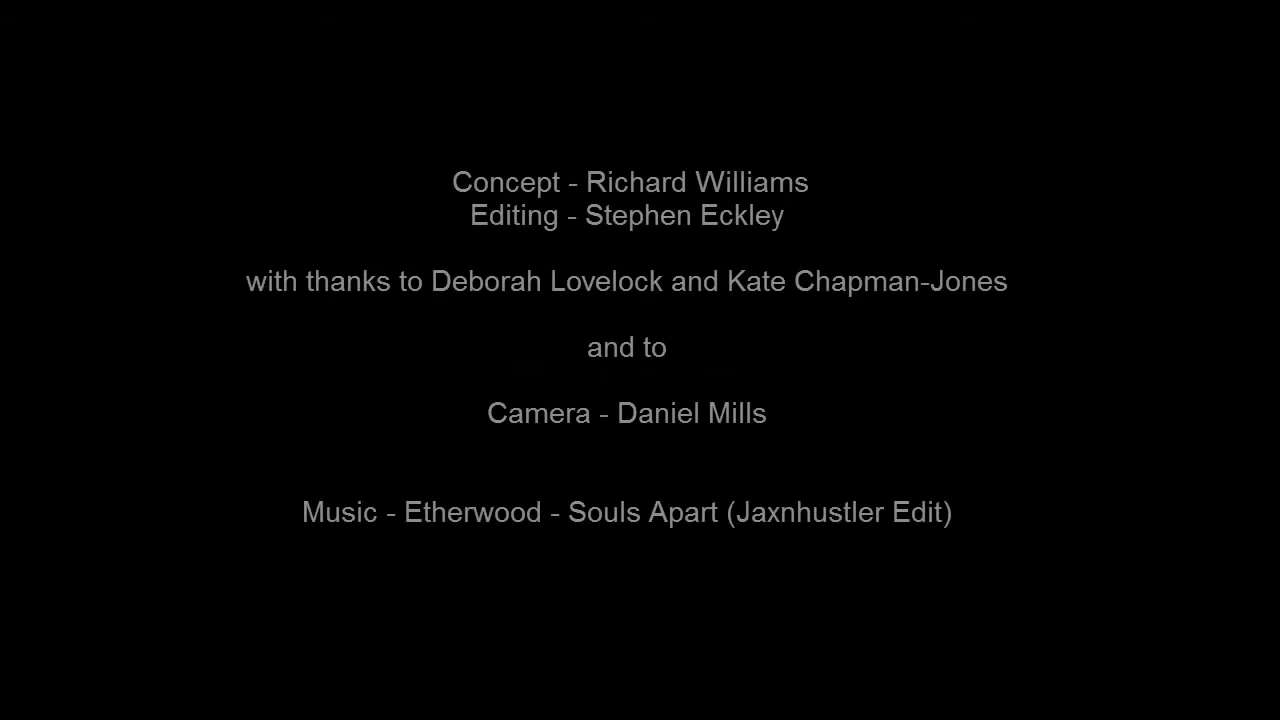 Concept - Richard Williams
Editing - Stephen Eckley
with thanks to Deborah Lovelock and Kate Chapman-Jones
and to
Camera - Daniel Mills
Music - Etherwood - Souls Apart (Jaxnhustler Edit)